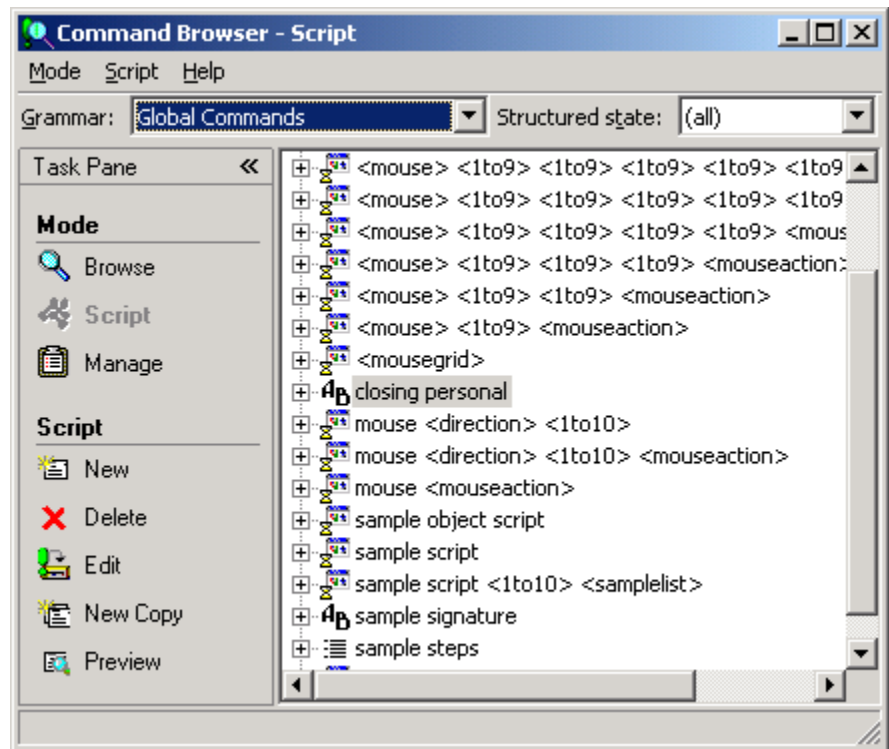 Command Browser - Script
Mode Script Help
Grammar: Global Commands Structured state: (all)
Task Pane «
Mode
Browse
Script
Manage
Script
New
Delete
Edit
New Copy
Preview
<mouse> <1to9> <1to9> <1to9> <1to9> <1to9
<mouse> <1to9> <1to9> <1to9> <1to9> <1to9
<mouse> <1to9> <1to9> <1to9> <1to9> <mous
<mouse> <1to9> <1to9> <1to9> <mouseaction>
<mouse> <1to9> <1to9> <mouseaction>
<mouse> <1to9> <mouseaction>
<mousegrid>
closing personal
mouse <direction> <1to10>
mouse <direction> <1to10> <mouseaction>
mouse <mouseaction>
sample object script
sample script
sample script <1to10> <samplelist>
sample signature
sample steps